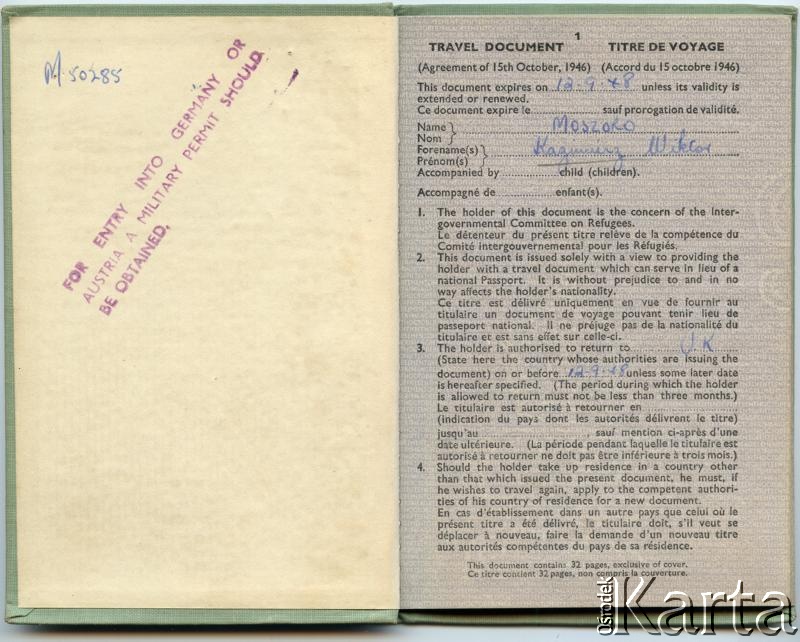 M 50285
FOR ENTRY INTO GERMANY OR
AUSTRIA A MILITARY PERMIT SHOULD
BE OBTAINED.
1
TRAVEL DOCUMENT TITRE DE VOYAGE
(Agreement of 15th October, 1946) (Accord du 15 octobre 1946)
This document expires on 12-9-48 unless its validity is
extended or renewed.
Ce document expire le sauf prorogation de validité.
Name
Nom
MOSZORO
Forename(s)
Prénom(s)
Kazimierz Wiktor
Accompanied by child (children).
Accompagné de enfant(s).
1. The holder of this document is the concern of the Inter-
governmental Committee on Refugees.
Le détenteur du présent titre relève de la compétence du
Comité intergouvernemental pour les Réfugiés.
2. This document is issued solely with a view to providing the
holder with a travel document which can serve in lieu of a
national Passport. It is without prejudice to and in no
way affects the holder's nationality.
Ce titre est délivré uniquement en vue de fournir au
titulaire un document de voyage pouvant tenir lieu de
passeport national. Il ne préjuge pas de la nationalité du
titulaire et est sans effet sur celle-ci.
3. The holder is authorised to return to U.K
(State here the country whose authorities are issuing the
document) on or before 12-9-48 unless some later date
is hereafter specified. (The period during which the holder
is allowed to return must not be less than three months.)
Le titulaire est autorisé à retourner en
(indication du pays dont les autorités délivrent le titre)
jusqu'au , sauf mention ci-après d'une
date ultérieure. (La période pendant laquelle le titulaire est
autorisé à retourner ne doit pas être inférieure à trois mois.)
4. Should the holder take up residence in a country other
than that which issued the present document, he must, if
he wishes to travel again, apply to the competent authori-
ties of his country of residence for a new document.
En cas d'établissement dans un autre pays que celui où le
présent titre a été délivré, le titulaire doit, s'il veut se
déplacer à nouveau, faire la demande d'un nouveau titre
aux autorités compétentes du pays de sa résidence.
This document contains 32 pages, exclusive of cover.
Ce titre contient 32 pages, non compris la couverture.
Ośrodek
Karta